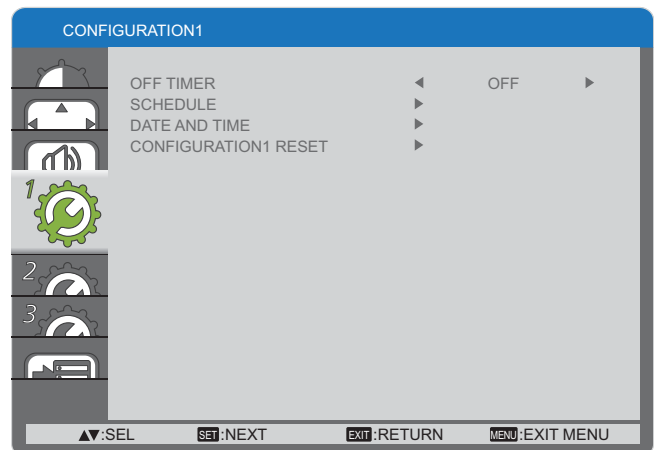 CONFIGURATION1
OFF TIMER ◀ OFF ▶
SCHEDULE ▶
DATE AND TIME ▶
CONFIGURATION1 RESET ▶
1
2
3
▲▼:SEL SET:NEXT EXIT:RETURN MENU:EXIT MENU